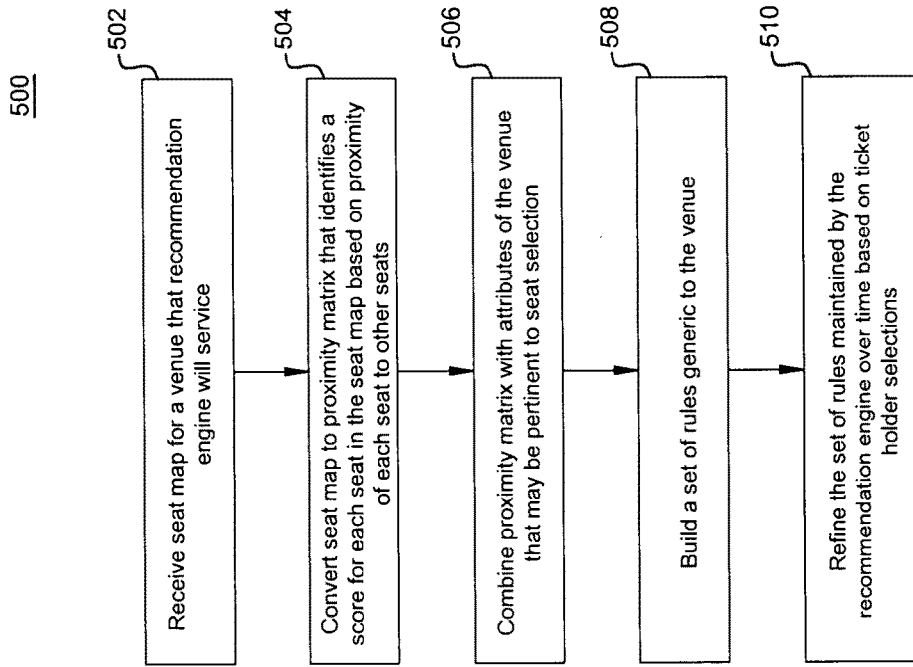 500
502
Receive seat map for a venue that recommendation
engine will service
504
Convert seat map to proximity matrix that identifies a
score for each seat in the seat map based on proximity
of each seat to other seats
506
Combine proximity matrix with attributes of the venue
that may be pertinent to seat selection
508
Build a set of rules generic to the venue
510
Refine the set of rules maintained by the
recommendation engine over time based on ticket
holder selections